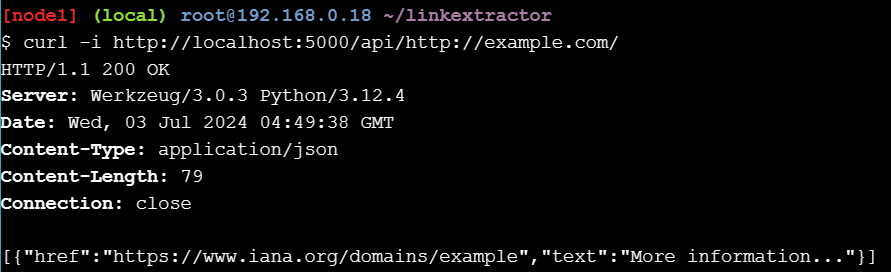 [node1] (local) root@192.168.0.18 ~/linkextractor
$ curl -i http://localhost:5000/api/http://example.com/
HTTP/1.1 200 OK
Server: Werkzeug/3.0.3 Python/3.12.4
Date: Wed, 03 Jul 2024 04:49:38 GMT
Content-Type: application/json
Content-Length: 79
Connection: close
[{"href":"https://www.iana.org/domains/example","text":"More information..."}]